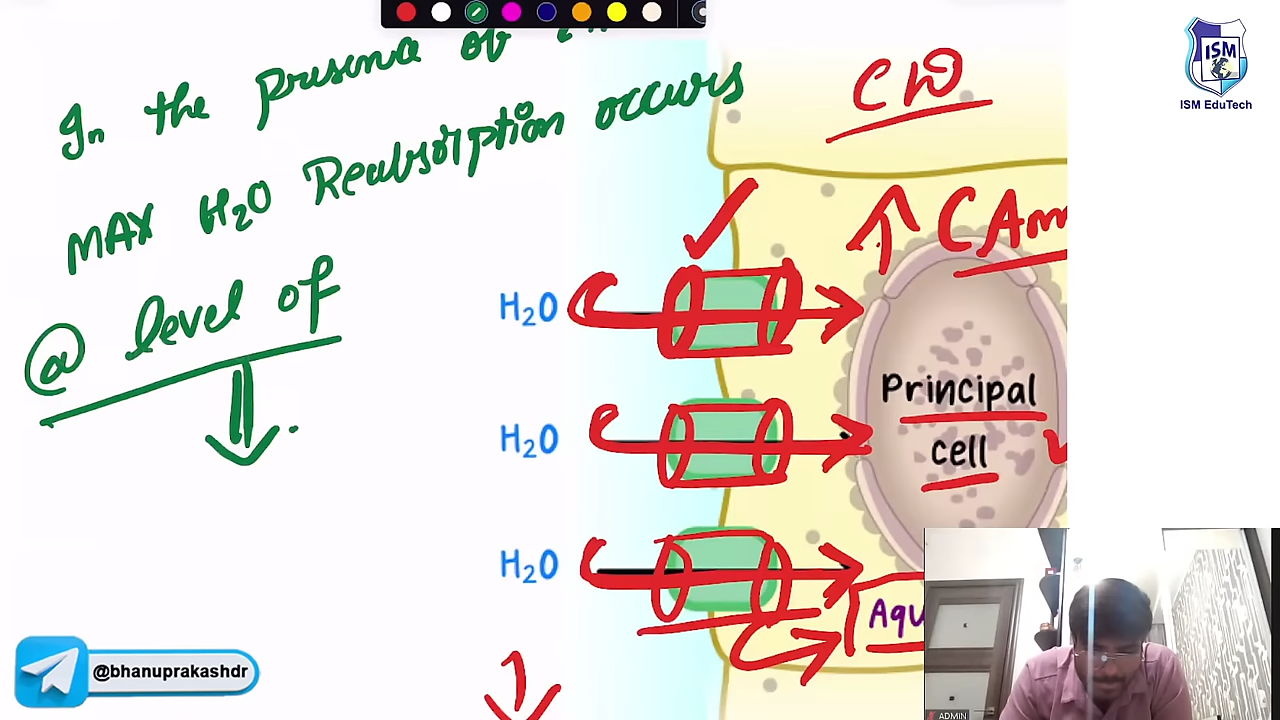 In the presence of
MAX H₂O Reabsorption occurs
@ level of
CD
↑ CAm
H₂O
H₂O
H₂O
Principal
cell
Aqu
@bhanuprakashdr
ISM
ISM EduTech
ADMIN